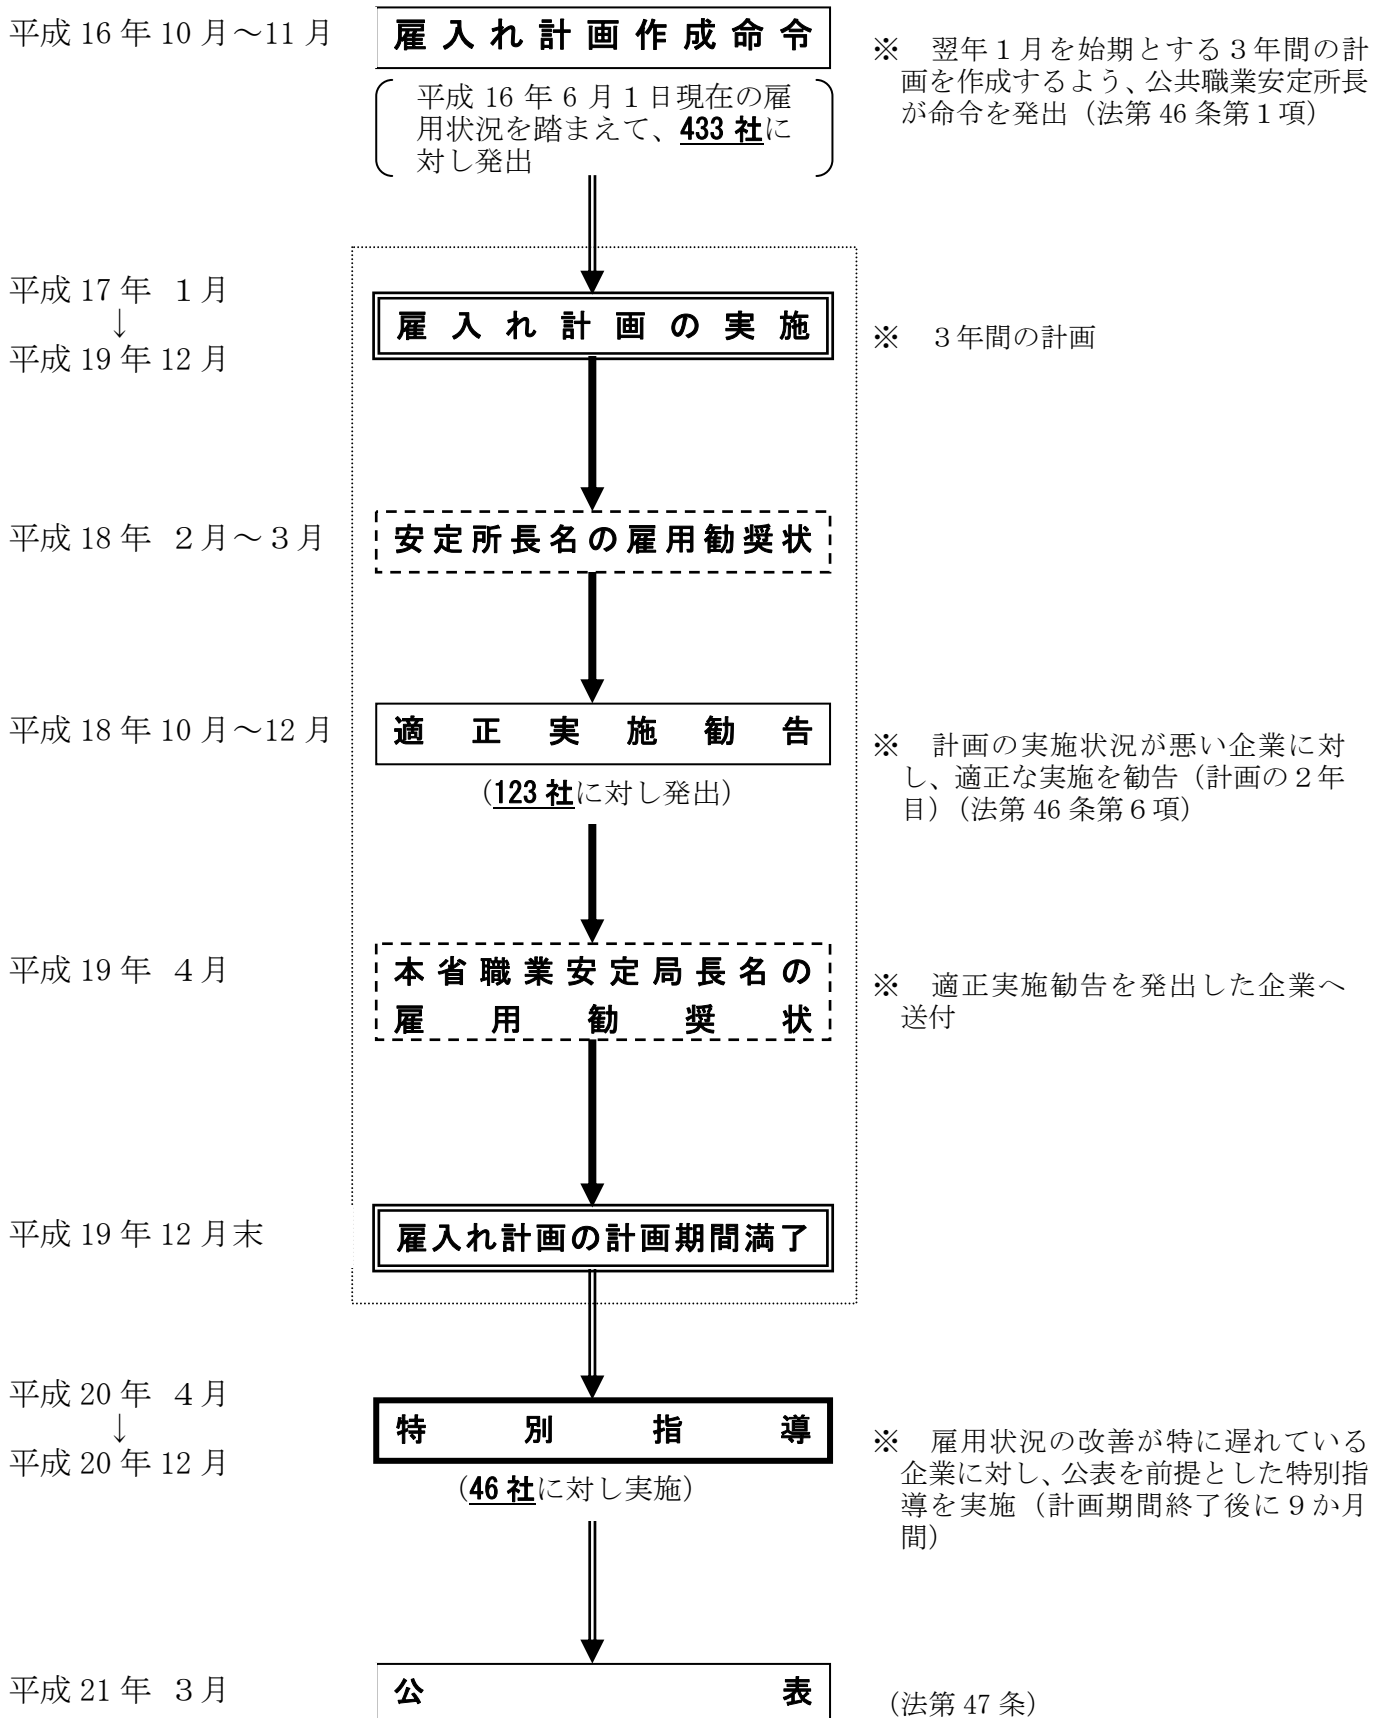 平成 16 年 10 月～11 月
雇入れ計画作成命令
※　翌年１月を始期とする３年間の計
画を作成するよう、公共職業安定所長
が命令を発出（法第 46 条第１項）
平成 16 年 6 月 1 日現在の雇
用状況を踏まえて、433 社に
対し発出
平成 17 年　１月
↓
平成 19 年 12 月
雇入れ計画の実施
※　３年間の計画
平成 18 年　２月～３月
安定所長名の雇用勧奨状
平成 18 年 10 月～12 月
適正実施勧告
（123 社に対し発出）
※　計画の実施状況が悪い企業に対
し、適正な実施を勧告（計画の２年
目）（法第 46 条第６項）
平成 19 年　４月
本省職業安定局長名の
雇用勧奨状
※　適正実施勧告を発出した企業へ
送付
平成 19 年 12 月末
雇入れ計画の計画期間満了
平成 20 年　４月
↓
平成 20 年 12 月
特別指導
（46 社に対し実施）
※　雇用状況の改善が特に遅れている
企業に対し、公表を前提とした特別指
導を実施（計画期間終了後に９か月
間）
平成 21 年　３月
公表
（法第 47 条）